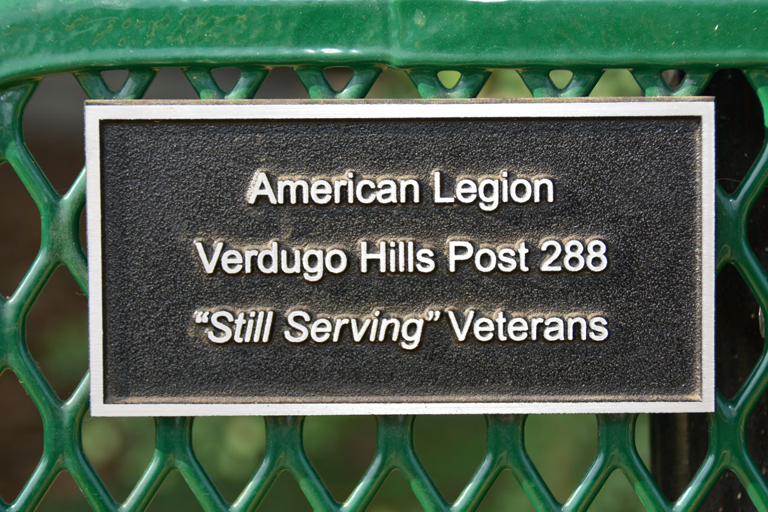 American Legion
Verdugo Hills Post 288
“Still Serving” Veterans